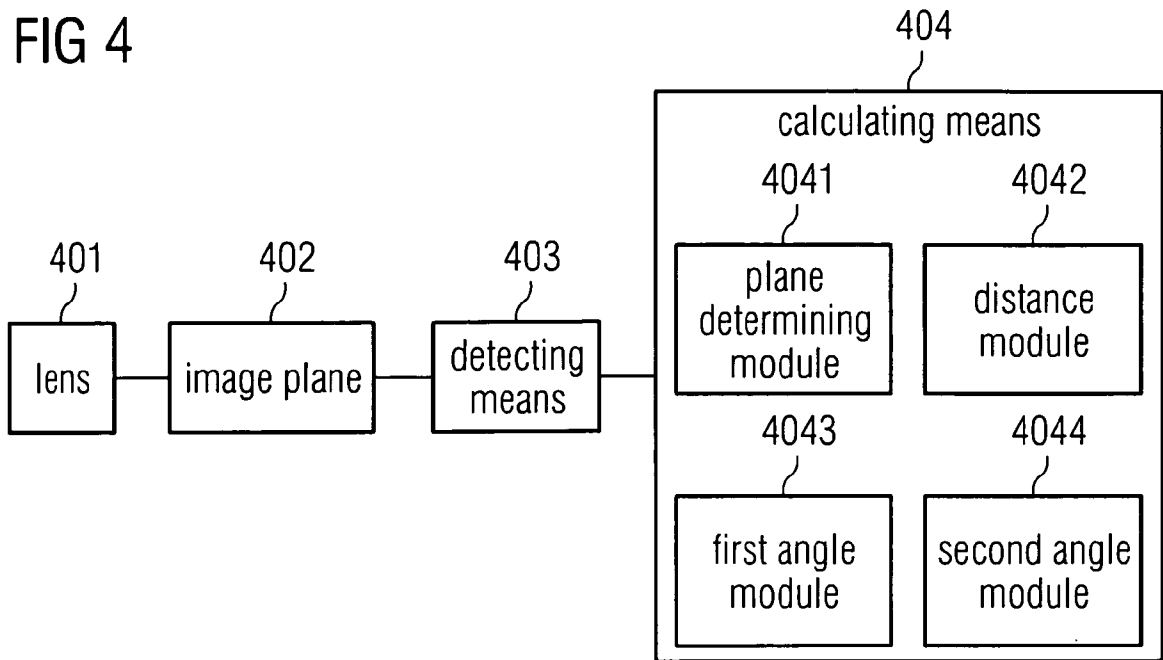 FIG 4
404
calculating means
4041
4042
401
402
403
plane
determining
module
distance
module
lens
image plane
detecting
means
4043
4044
first angle
module
second angle
module